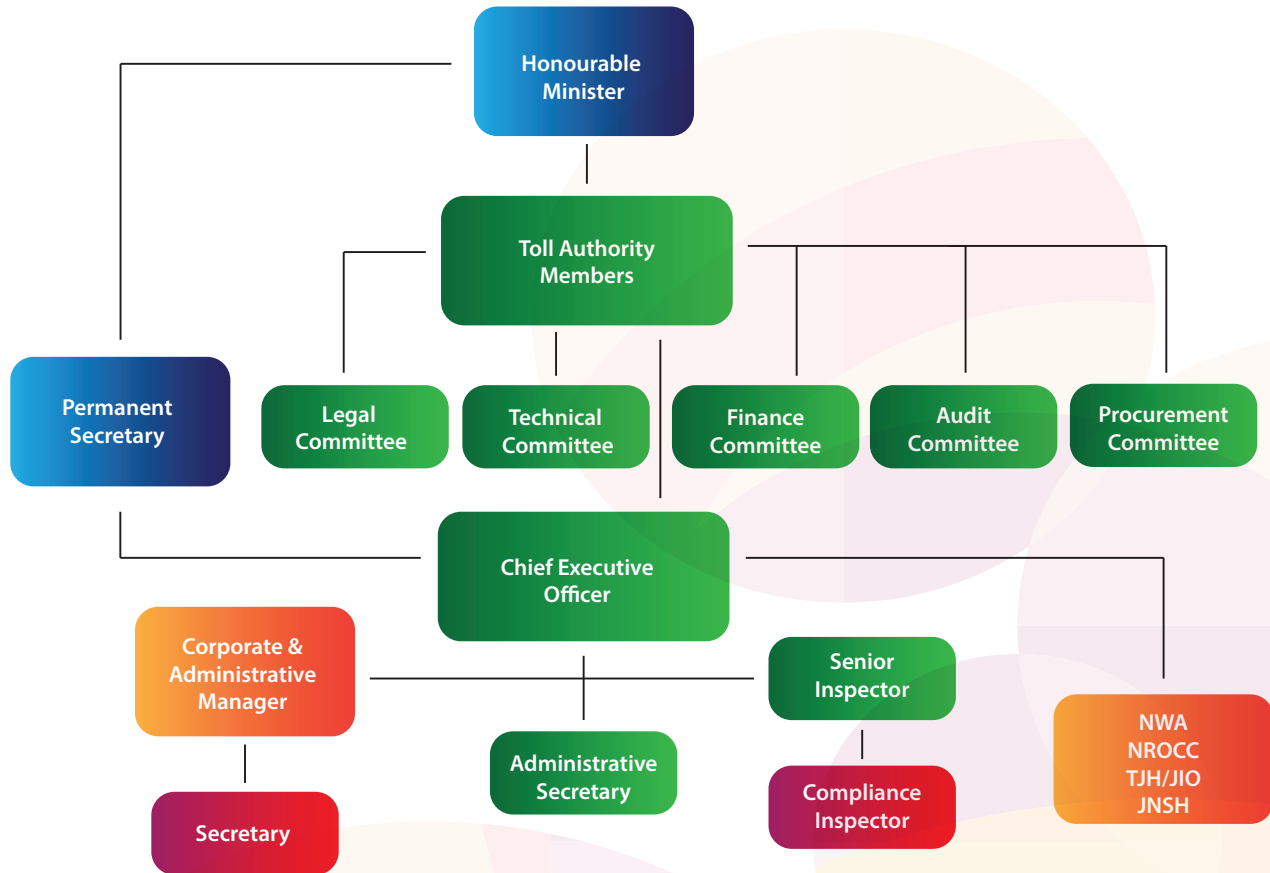 Honourable
Minister
Toll Authority
Members
Permanent
Secretary
Legal
Committee
Technical
Committee
Finance
Committee
Audit
Committee
Procurement
Committee
Chief Executive
Officer
Corporate &
Administrative
Manager
Senior
Inspector
Administrative
Secretary
NWA
NROCC
TJH/JIO
JNSH
Secretary
Compliance
Inspector